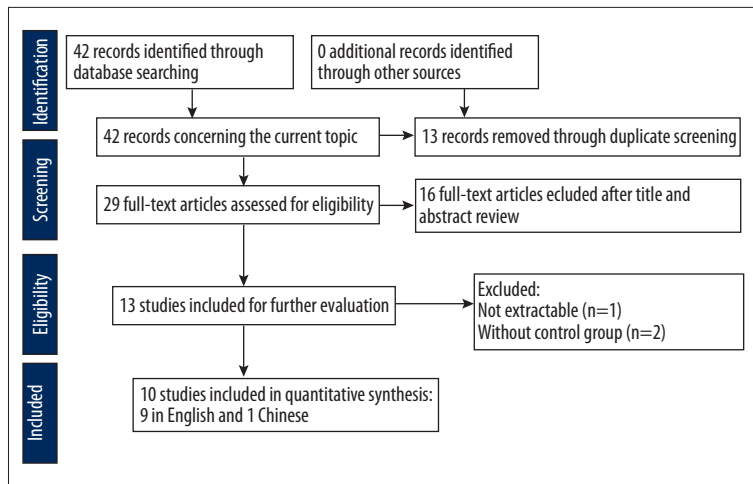 Identification
42 records identified through
database searching
0 additional records identified
through other sources
42 records concerning the current topic
13 records removed through duplicate screening
Screening
29 full-text articles assessed for eligibility
16 full-text articles ecluded after title and
abstract review
Eligibility
13 studies included for further evaluation
Excluded:
Not extractable (n=1)
Without control group (n=2)
Included
10 studies included in quantitative synthesis:
9 in English and 1 Chinese